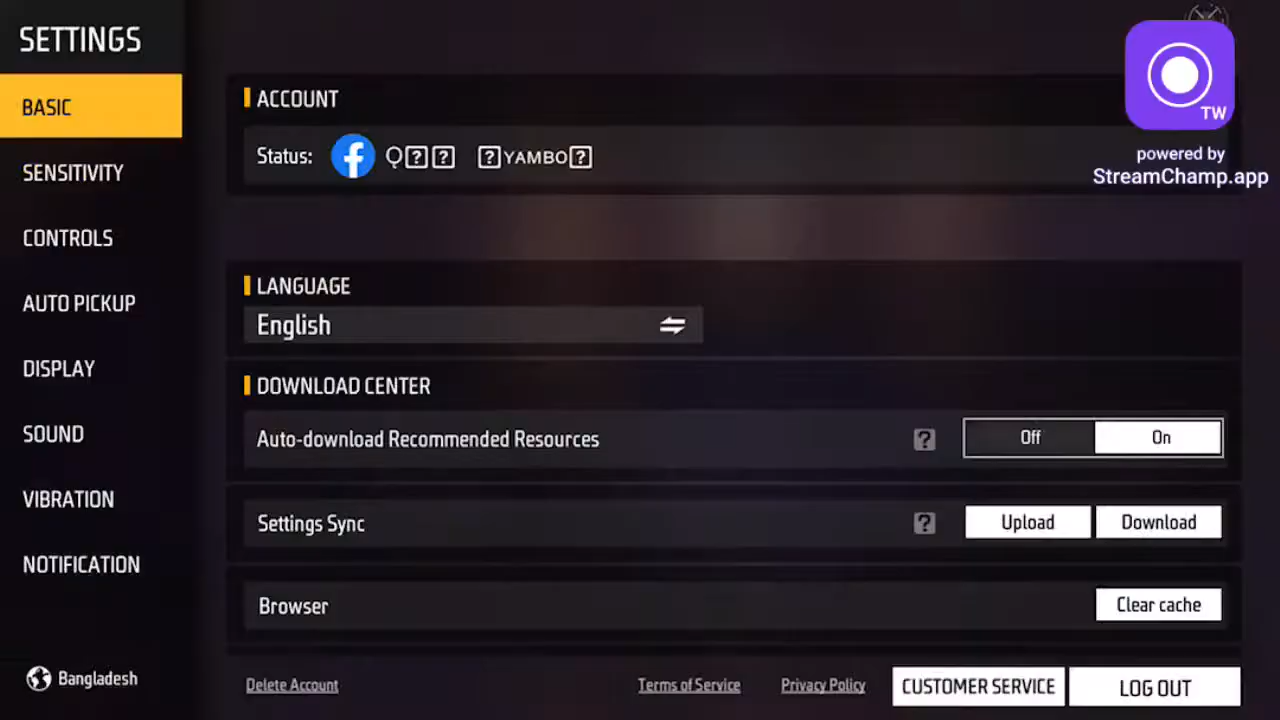 SETTINGS
BASIC
SENSITIVITY
CONTROLS
AUTO PICKUP
DISPLAY
SOUND
VIBRATION
NOTIFICATION
Bangladesh
ACCOUNT
Status: Q YAMBO
LANGUAGE
English
DOWNLOAD CENTER
Auto-download Recommended Resources ? Off On
Settings Sync ? Upload Download
Browser Clear cache
Delete Account Terms of Service Privacy Policy CUSTOMER SERVICE LOG OUT
TW
powered by
StreamChamp.app